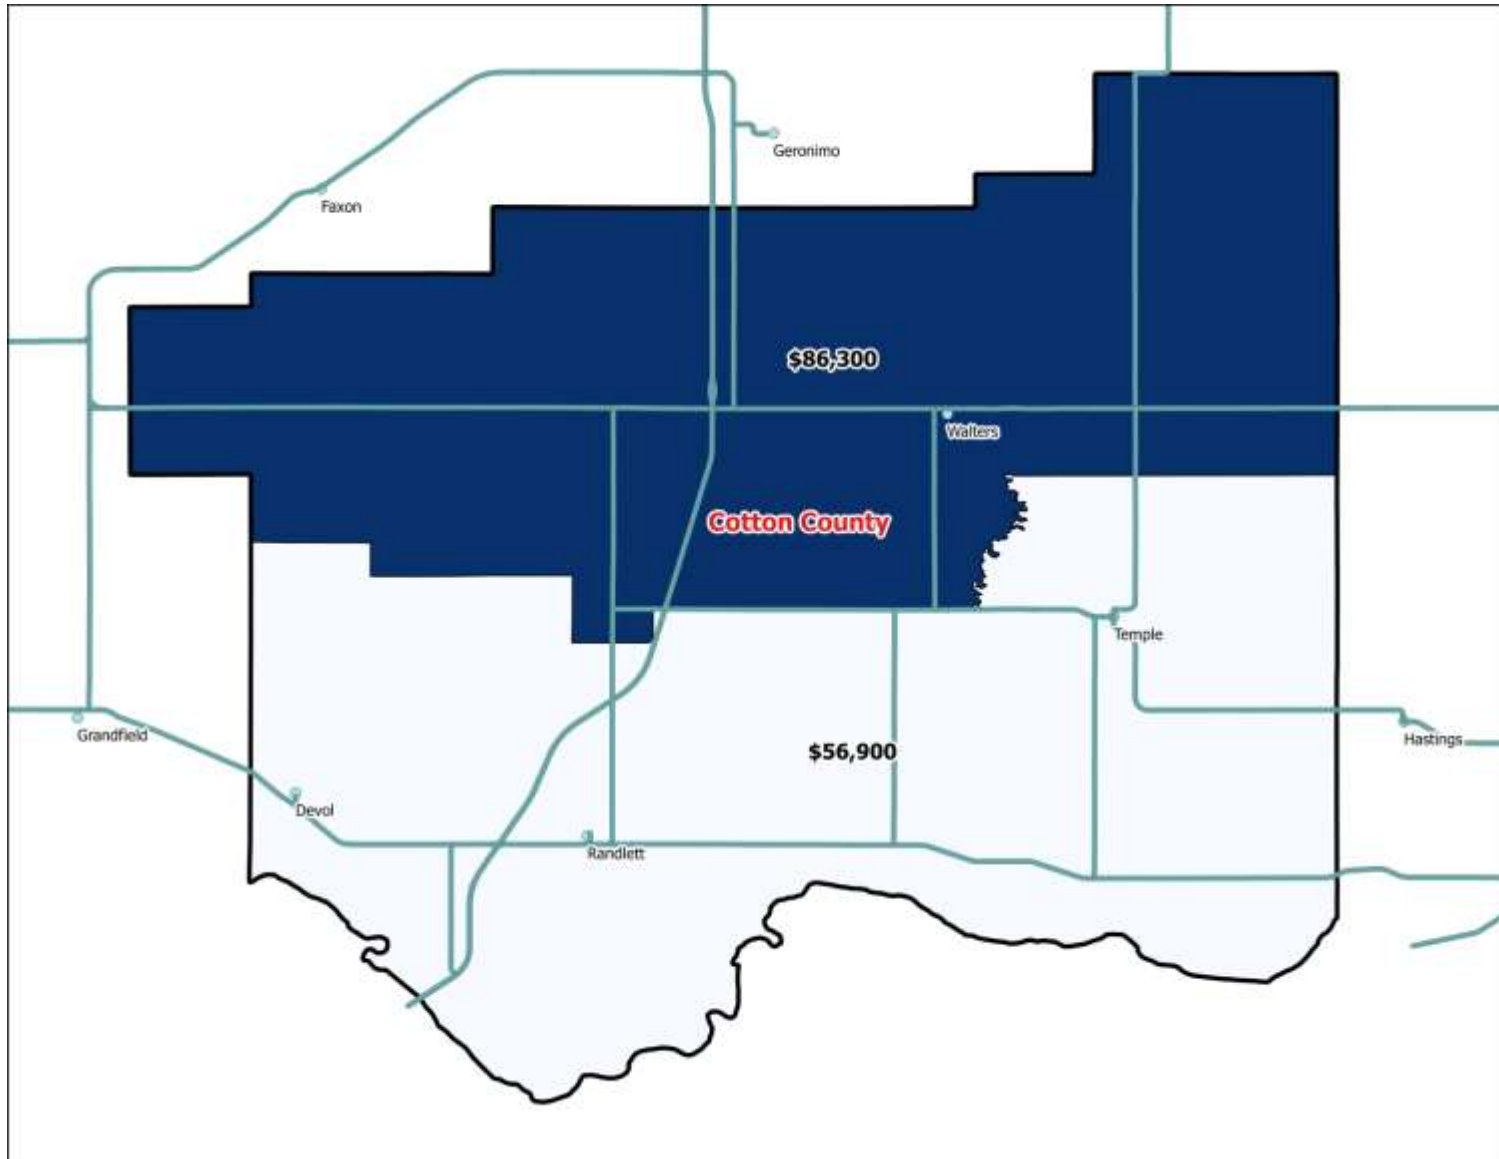 Geronimo
Faxon
$86,300
Walters
Cotton County
Temple
Grandfield
Hastings
$56,900
Devol
Randlett